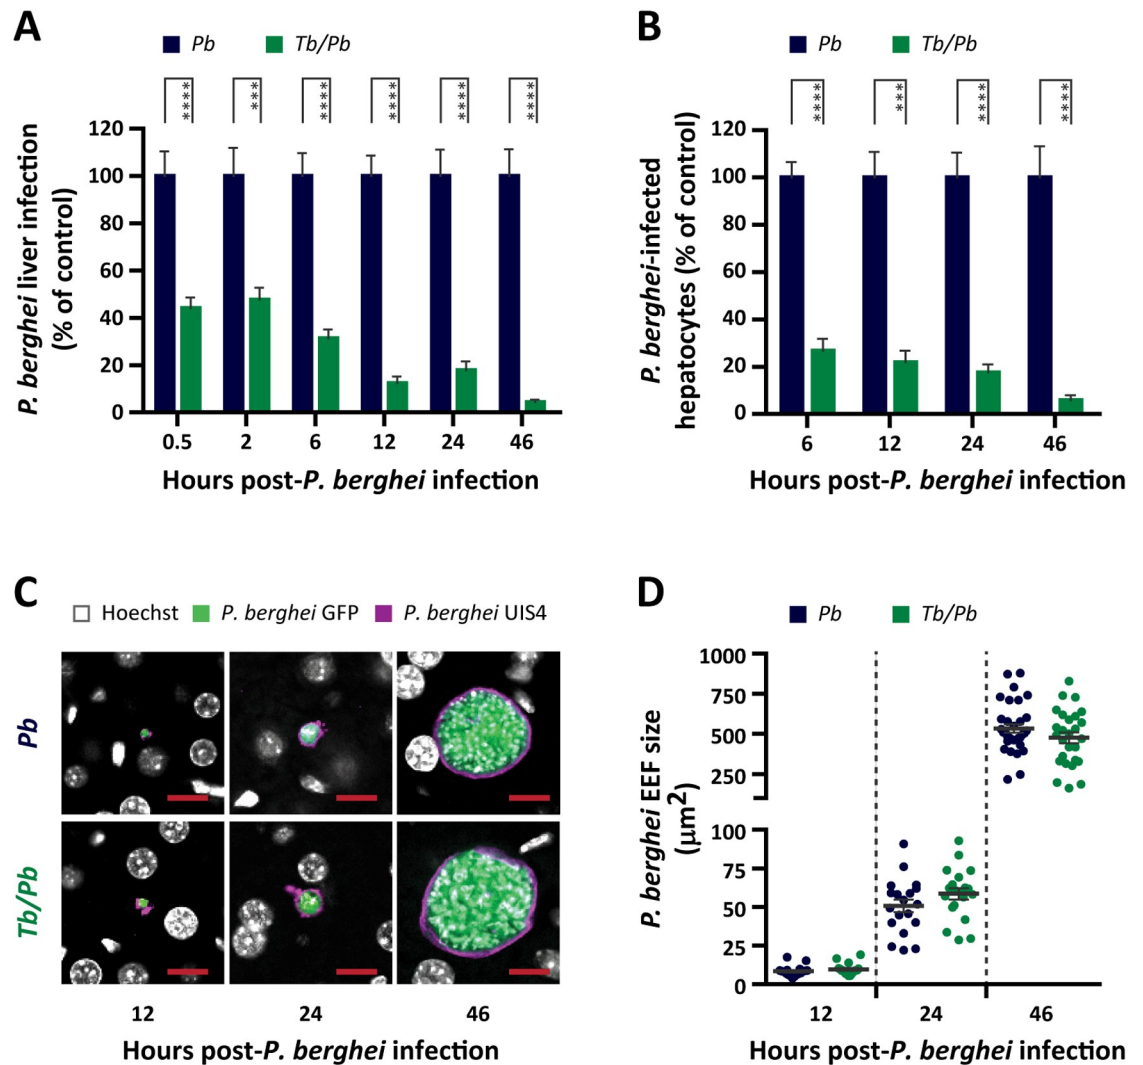 A
Pb
Tb/Pb
****
***
****
****
****
****
120
100
80
60
40
20
0
P. berghei liver infection
(% of control)
0.5
2
6
12
24
46
Hours post-P. berghei infection
B
Pb
Tb/Pb
****
***
****
****
120
100
80
60
40
20
0
P. berghei-infected
hepatocytes (% of control)
6
12
24
46
Hours post-P. berghei infection
C
Hoechst
P. berghei GFP
P. berghei UIS4
Pb
Tb/Pb
12
24
46
Hours post-P. berghei infection
D
Pb
Tb/Pb
1000
750
500
250
100
75
50
25
0
P. berghei EEF size
(μm²)
12
24
46
Hours post-P. berghei infection